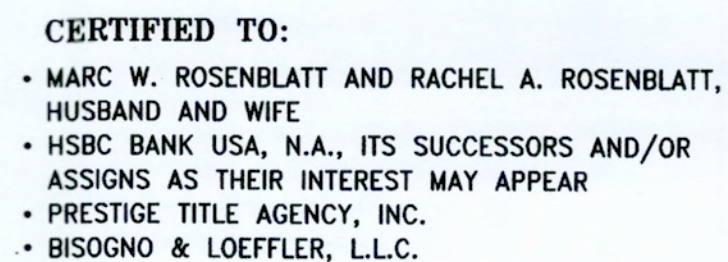 CERTIFIED TO:
• MARC W. ROSENBLATT AND RACHEL A. ROSENBLATT,
HUSBAND AND WIFE
• HSBC BANK USA, N.A., ITS SUCCESSORS AND/OR
ASSIGNS AS THEIR INTEREST MAY APPEAR
• PRESTIGE TITLE AGENCY, INC.
• BISOGNO & LOEFFLER, L.L.C.